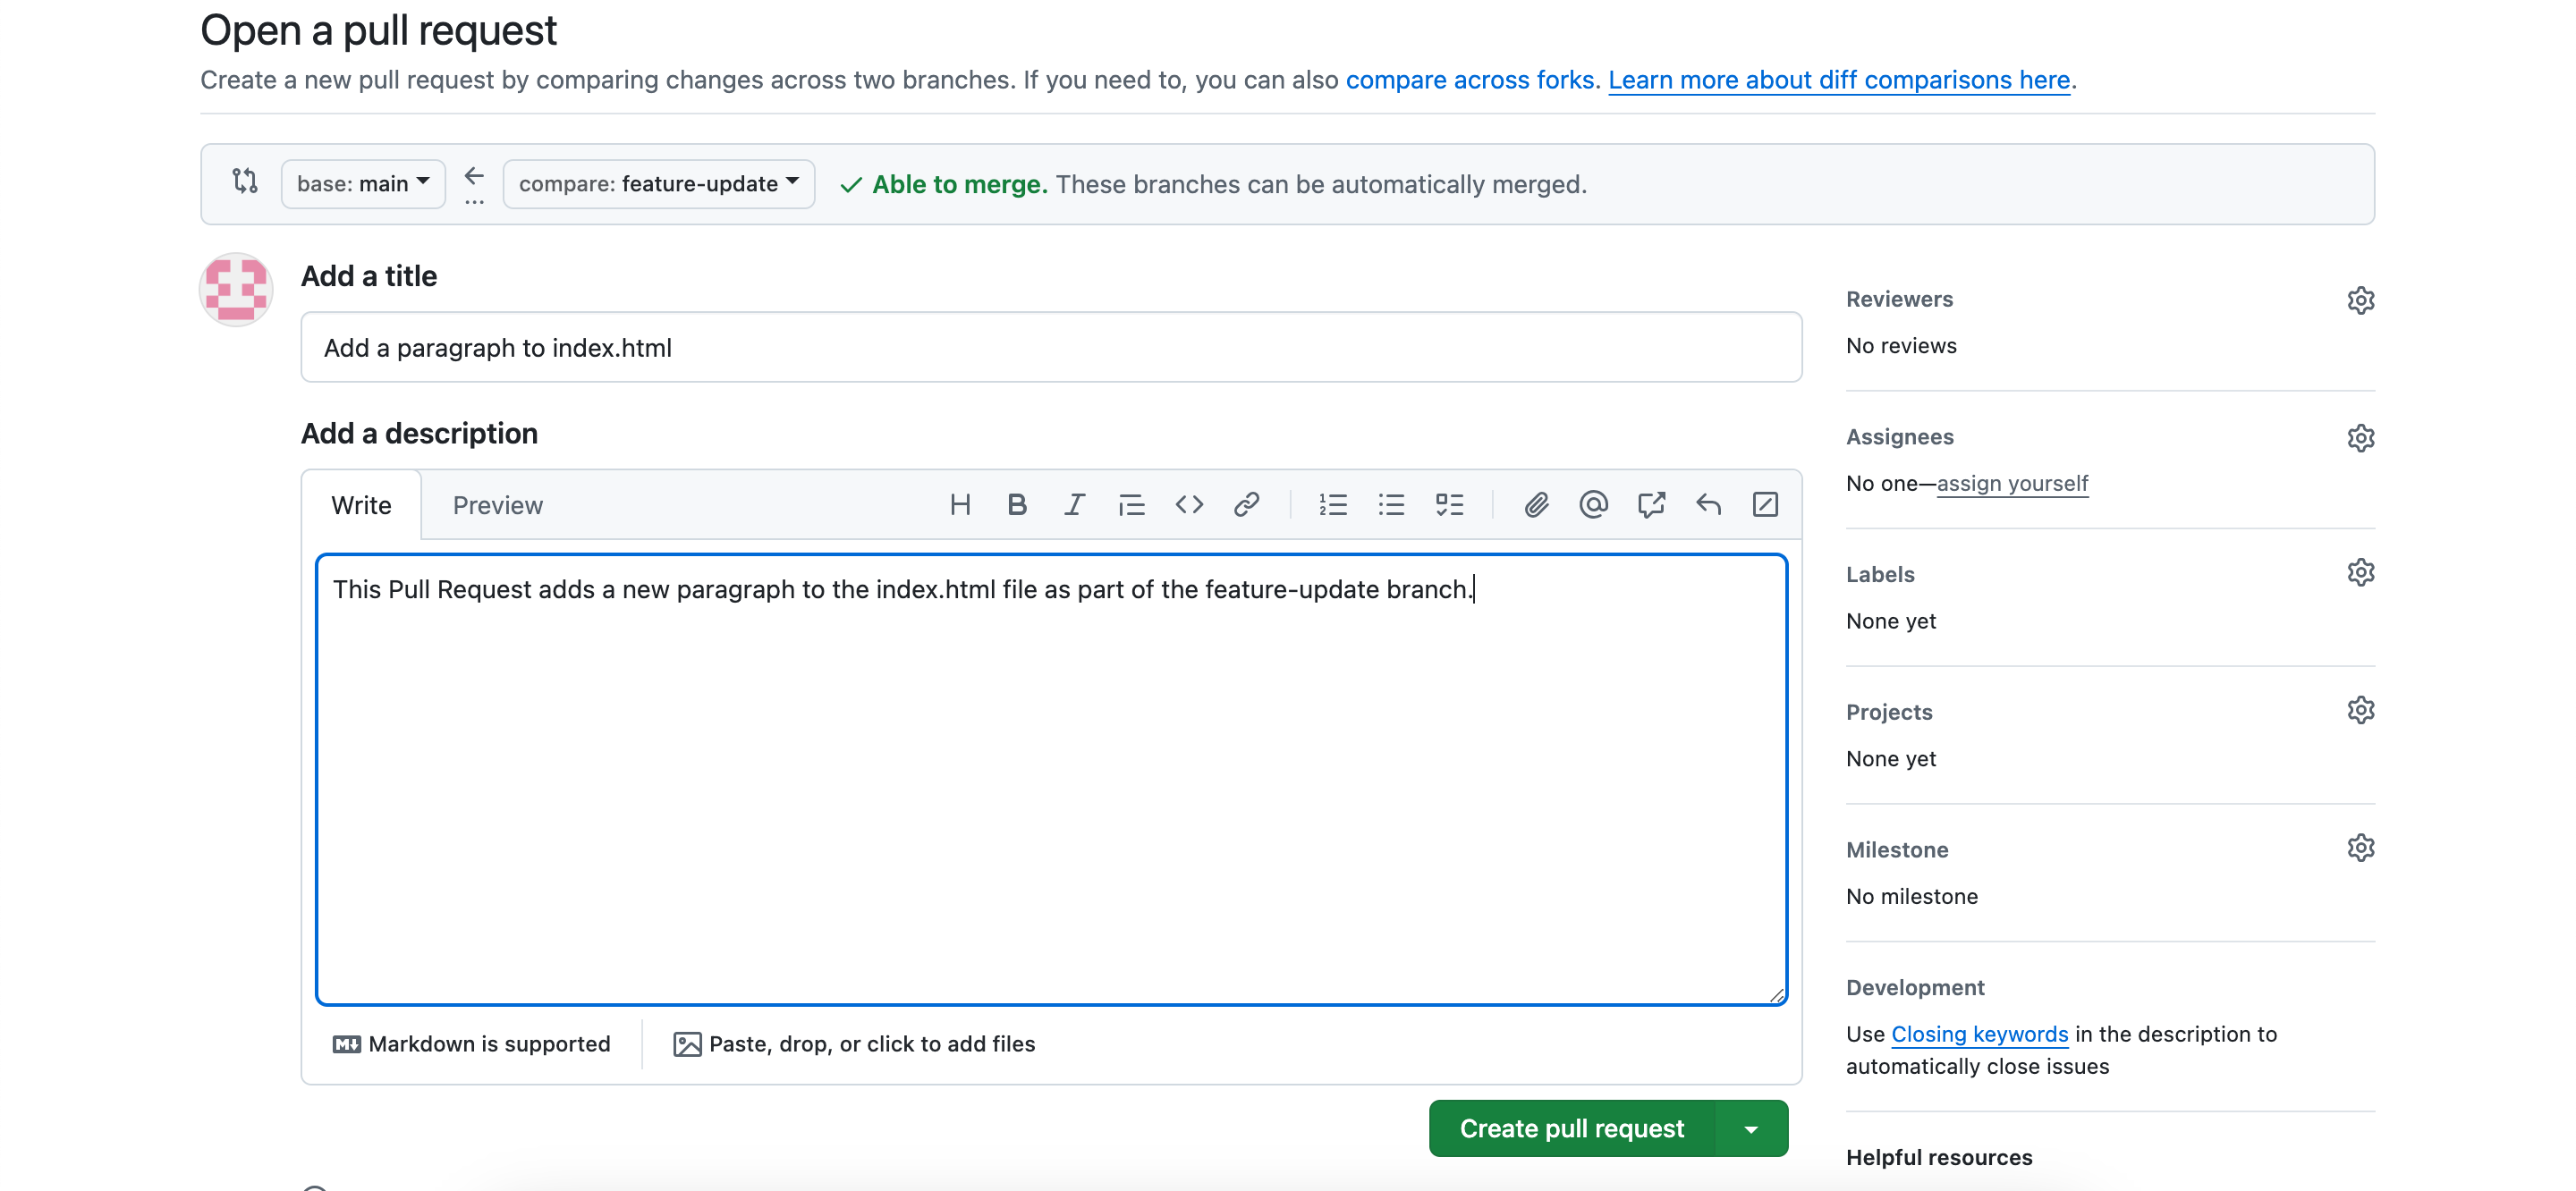 Open a pull request
Create a new pull request by comparing changes across two branches. If you need to, you can also compare across forks. Learn more about diff comparisons here.
base: main ← ... compare: feature-update ✓ Able to merge. These branches can be automatically merged.
Add a title
Add a paragraph to index.html
Add a description
Write Preview
This Pull Request adds a new paragraph to the index.html file as part of the feature-update branch.
Markdown is supported Paste, drop, or click to add files
Create pull request
Reviewers
No reviews
Assignees
No one—assign yourself
Labels
None yet
Projects
None yet
Milestone
No milestone
Development
Use Closing keywords in the description to
automatically close issues
Helpful resources